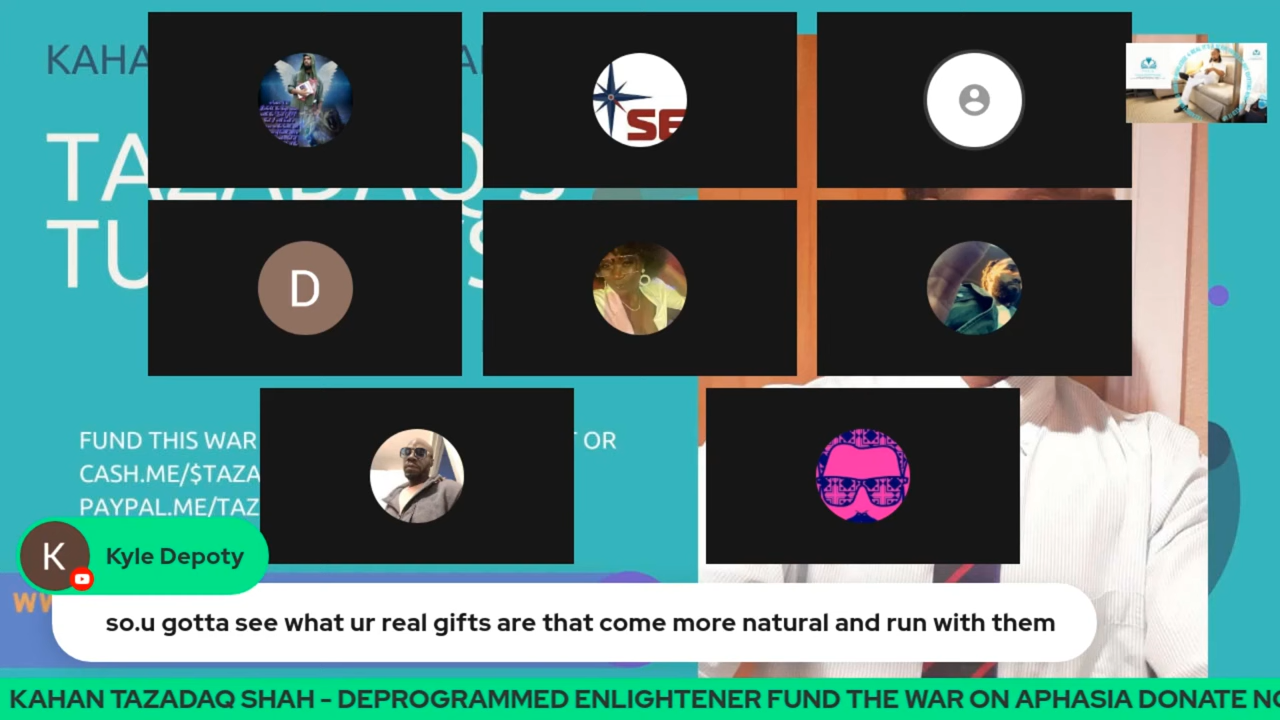 KAHA
TAZADAQ'S
TU
SE
D
FUND THIS WAR
T OR
CASH.ME/$TAZA
PAYPAL.ME/TAZ
K
Kyle Depoty
so.u gotta see what ur real gifts are that come more natural and run with them
KAHAN TAZADAQ SHAH - DEPROGRAMMED ENLIGHTENER FUND THE WAR ON APHASIA DONATE NO